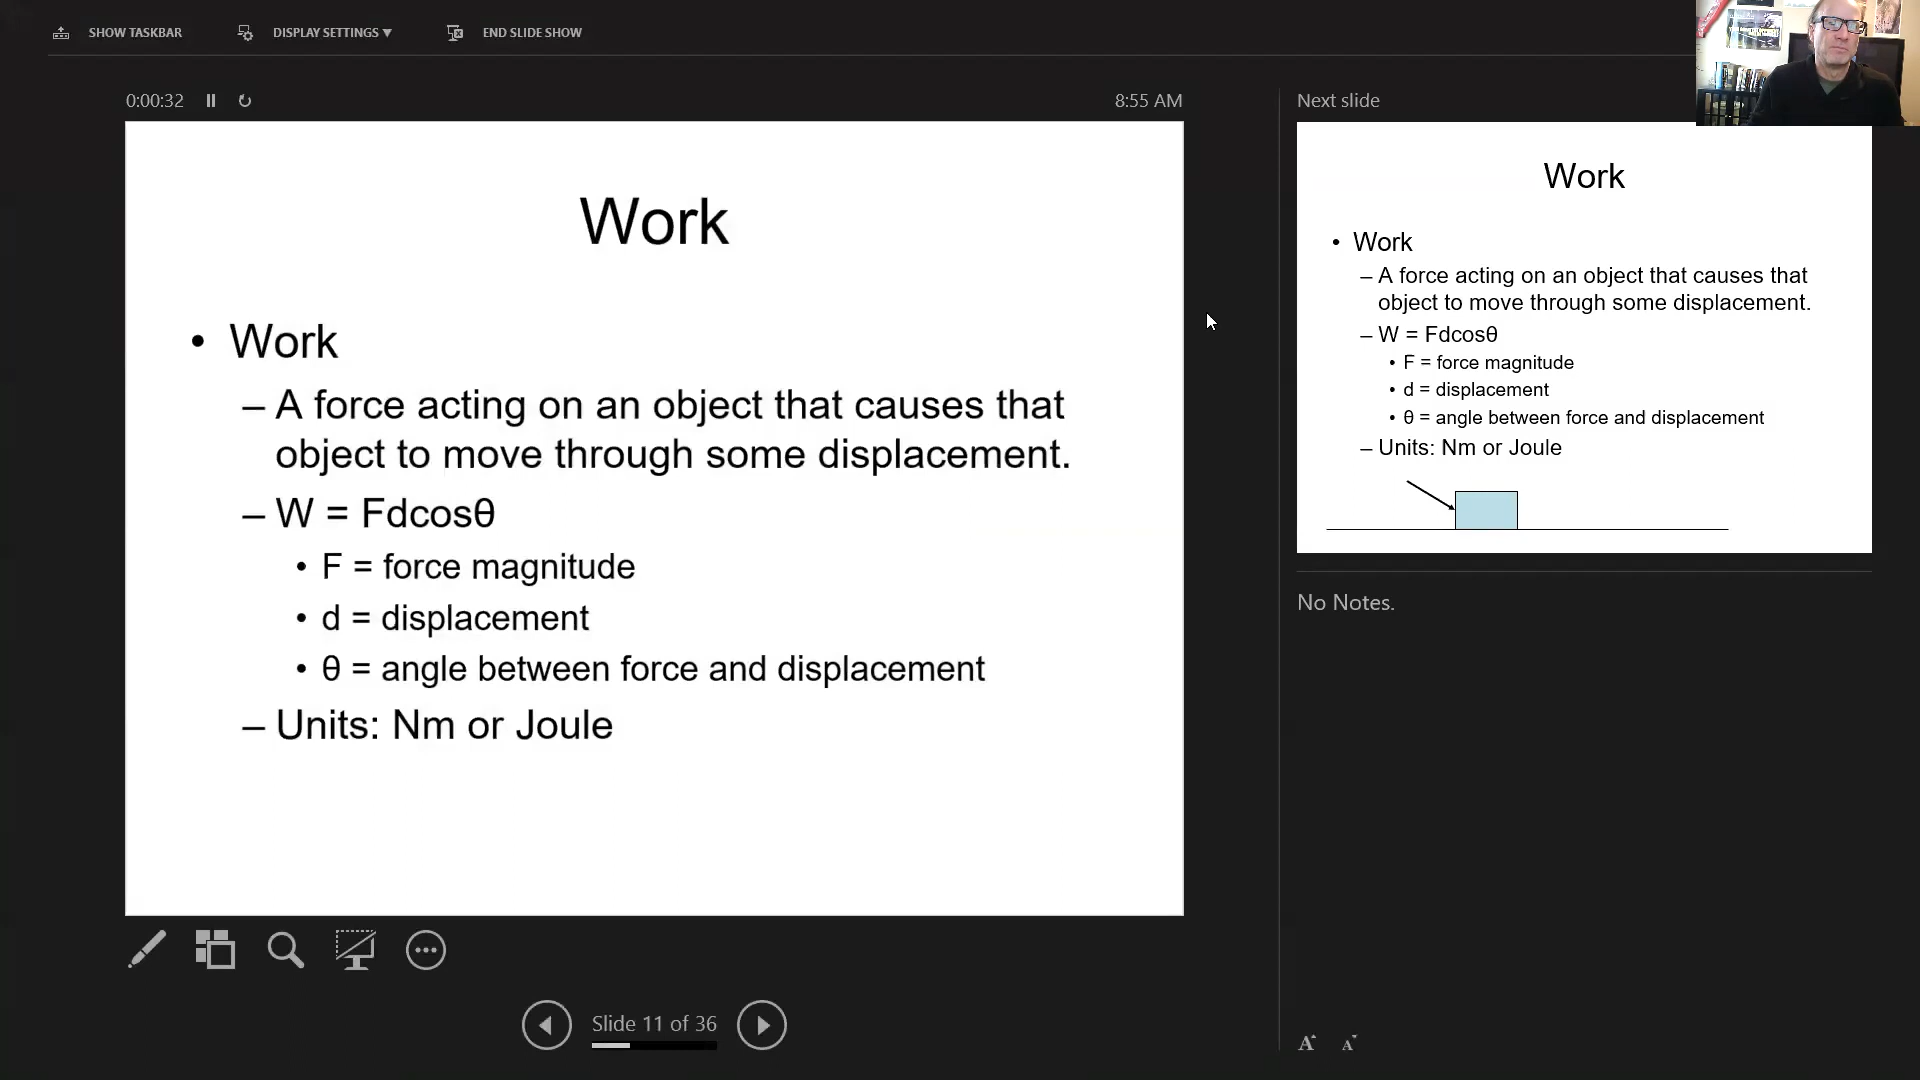 SHOW TASKBAR
DISPLAY SETTINGS ▼
END SLIDE SHOW
0:00:32
8:55 AM
Work
• Work
– A force acting on an object that causes that
object to move through some displacement.
– W = Fdcosθ
• F = force magnitude
• d = displacement
• θ = angle between force and displacement
– Units: Nm or Joule
Slide 11 of 36
Next slide
Work
• Work
– A force acting on an object that causes that
object to move through some displacement.
– W = Fdcosθ
• F = force magnitude
• d = displacement
• θ = angle between force and displacement
– Units: Nm or Joule
No Notes.
A A